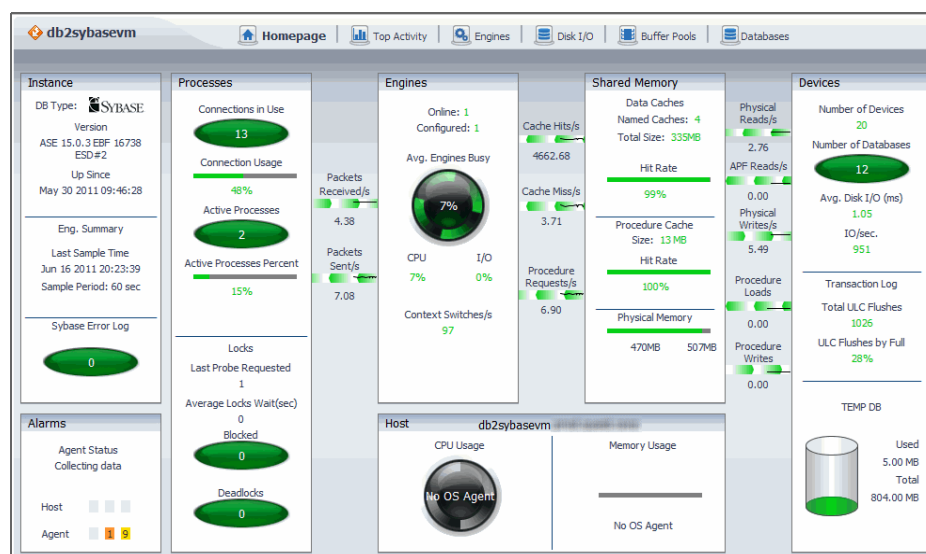 db2sybasevm
Homepage
Top Activity
Engines
Disk I/O
Buffer Pools
Databases
Instance
DB Type: SYBASE
Version
ASE 15.0.3 EBF 16738
ESD#2
Up Since
May 30 2011 09:46:28
Eng. Summary
Last Sample Time
Jun 16 2011 20:23:39
Sample Period: 60 sec
Sybase Error Log
0
Alarms
Agent Status
Collecting data
Host
Agent 1 9
Processes
Connections in Use
13
Connection Usage
48%
Active Processes
2
Active Processes Percent
15%
Locks
Last Probe Requested
1
Average Locks Wait(sec)
0
Blocked
0
Deadlocks
0
Packets
Received/s
4.38
Packets
Sent/s
7.08
Engines
Online: 1
Configured: 1
Avg. Engines Busy
7%
CPU I/O
7% 0%
Context Switches/s
97
Cache Hits/s
4662.68
Cache Miss/s
3.71
Procedure
Requests/s
6.90
Shared Memory
Data Caches
Named Caches: 4
Total Size: 335MB
Hit Rate
99%
Procedure Cache
Size: 13 MB
Hit Rate
100%
Physical Memory
470MB 507MB
Physical
Reads/s
2.76
APF Reads/s
0.00
Physical
Writes/s
5.49
Procedure
Loads
0.00
Procedure
Writes
0.00
Devices
Number of Devices
20
Number of Databases
12
Avg. Disk I/O (ms)
1.05
IO/sec.
951
Transaction Log
Total ULC Flushes
1026
ULC Flushes by Full
28%
TEMP DB
Used
5.00 MB
Total
804.00 MB
Host db2sybasevm
CPU Usage
No OS Agent
Memory Usage
No OS Agent